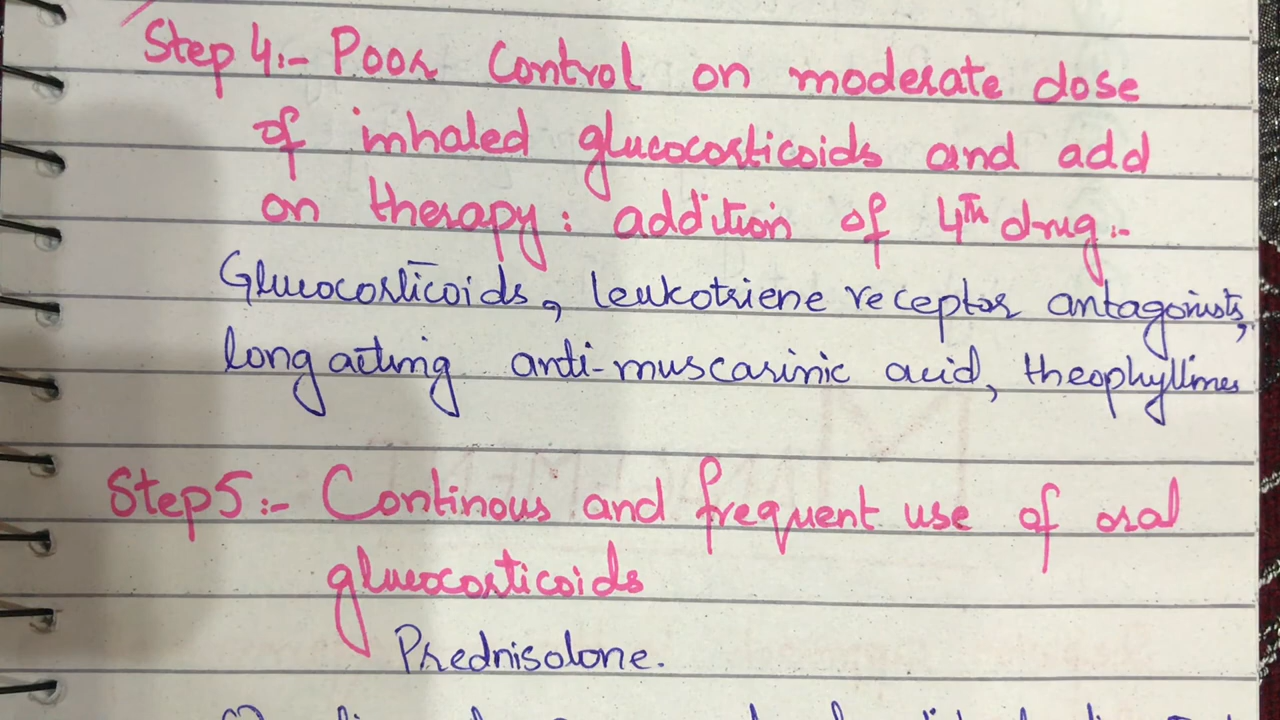 Step 4:- Poor Control on moderate dose
of inhaled glucocorticoids and add
on therapy: addition of 4th drug:-
Glucocorticoids, leukotriene receptor antagonists,
long acting anti-muscarinic acid, theophyllines
Step 5:- Continous and frequent use of oral
glucocorticoids
Prednisolone.